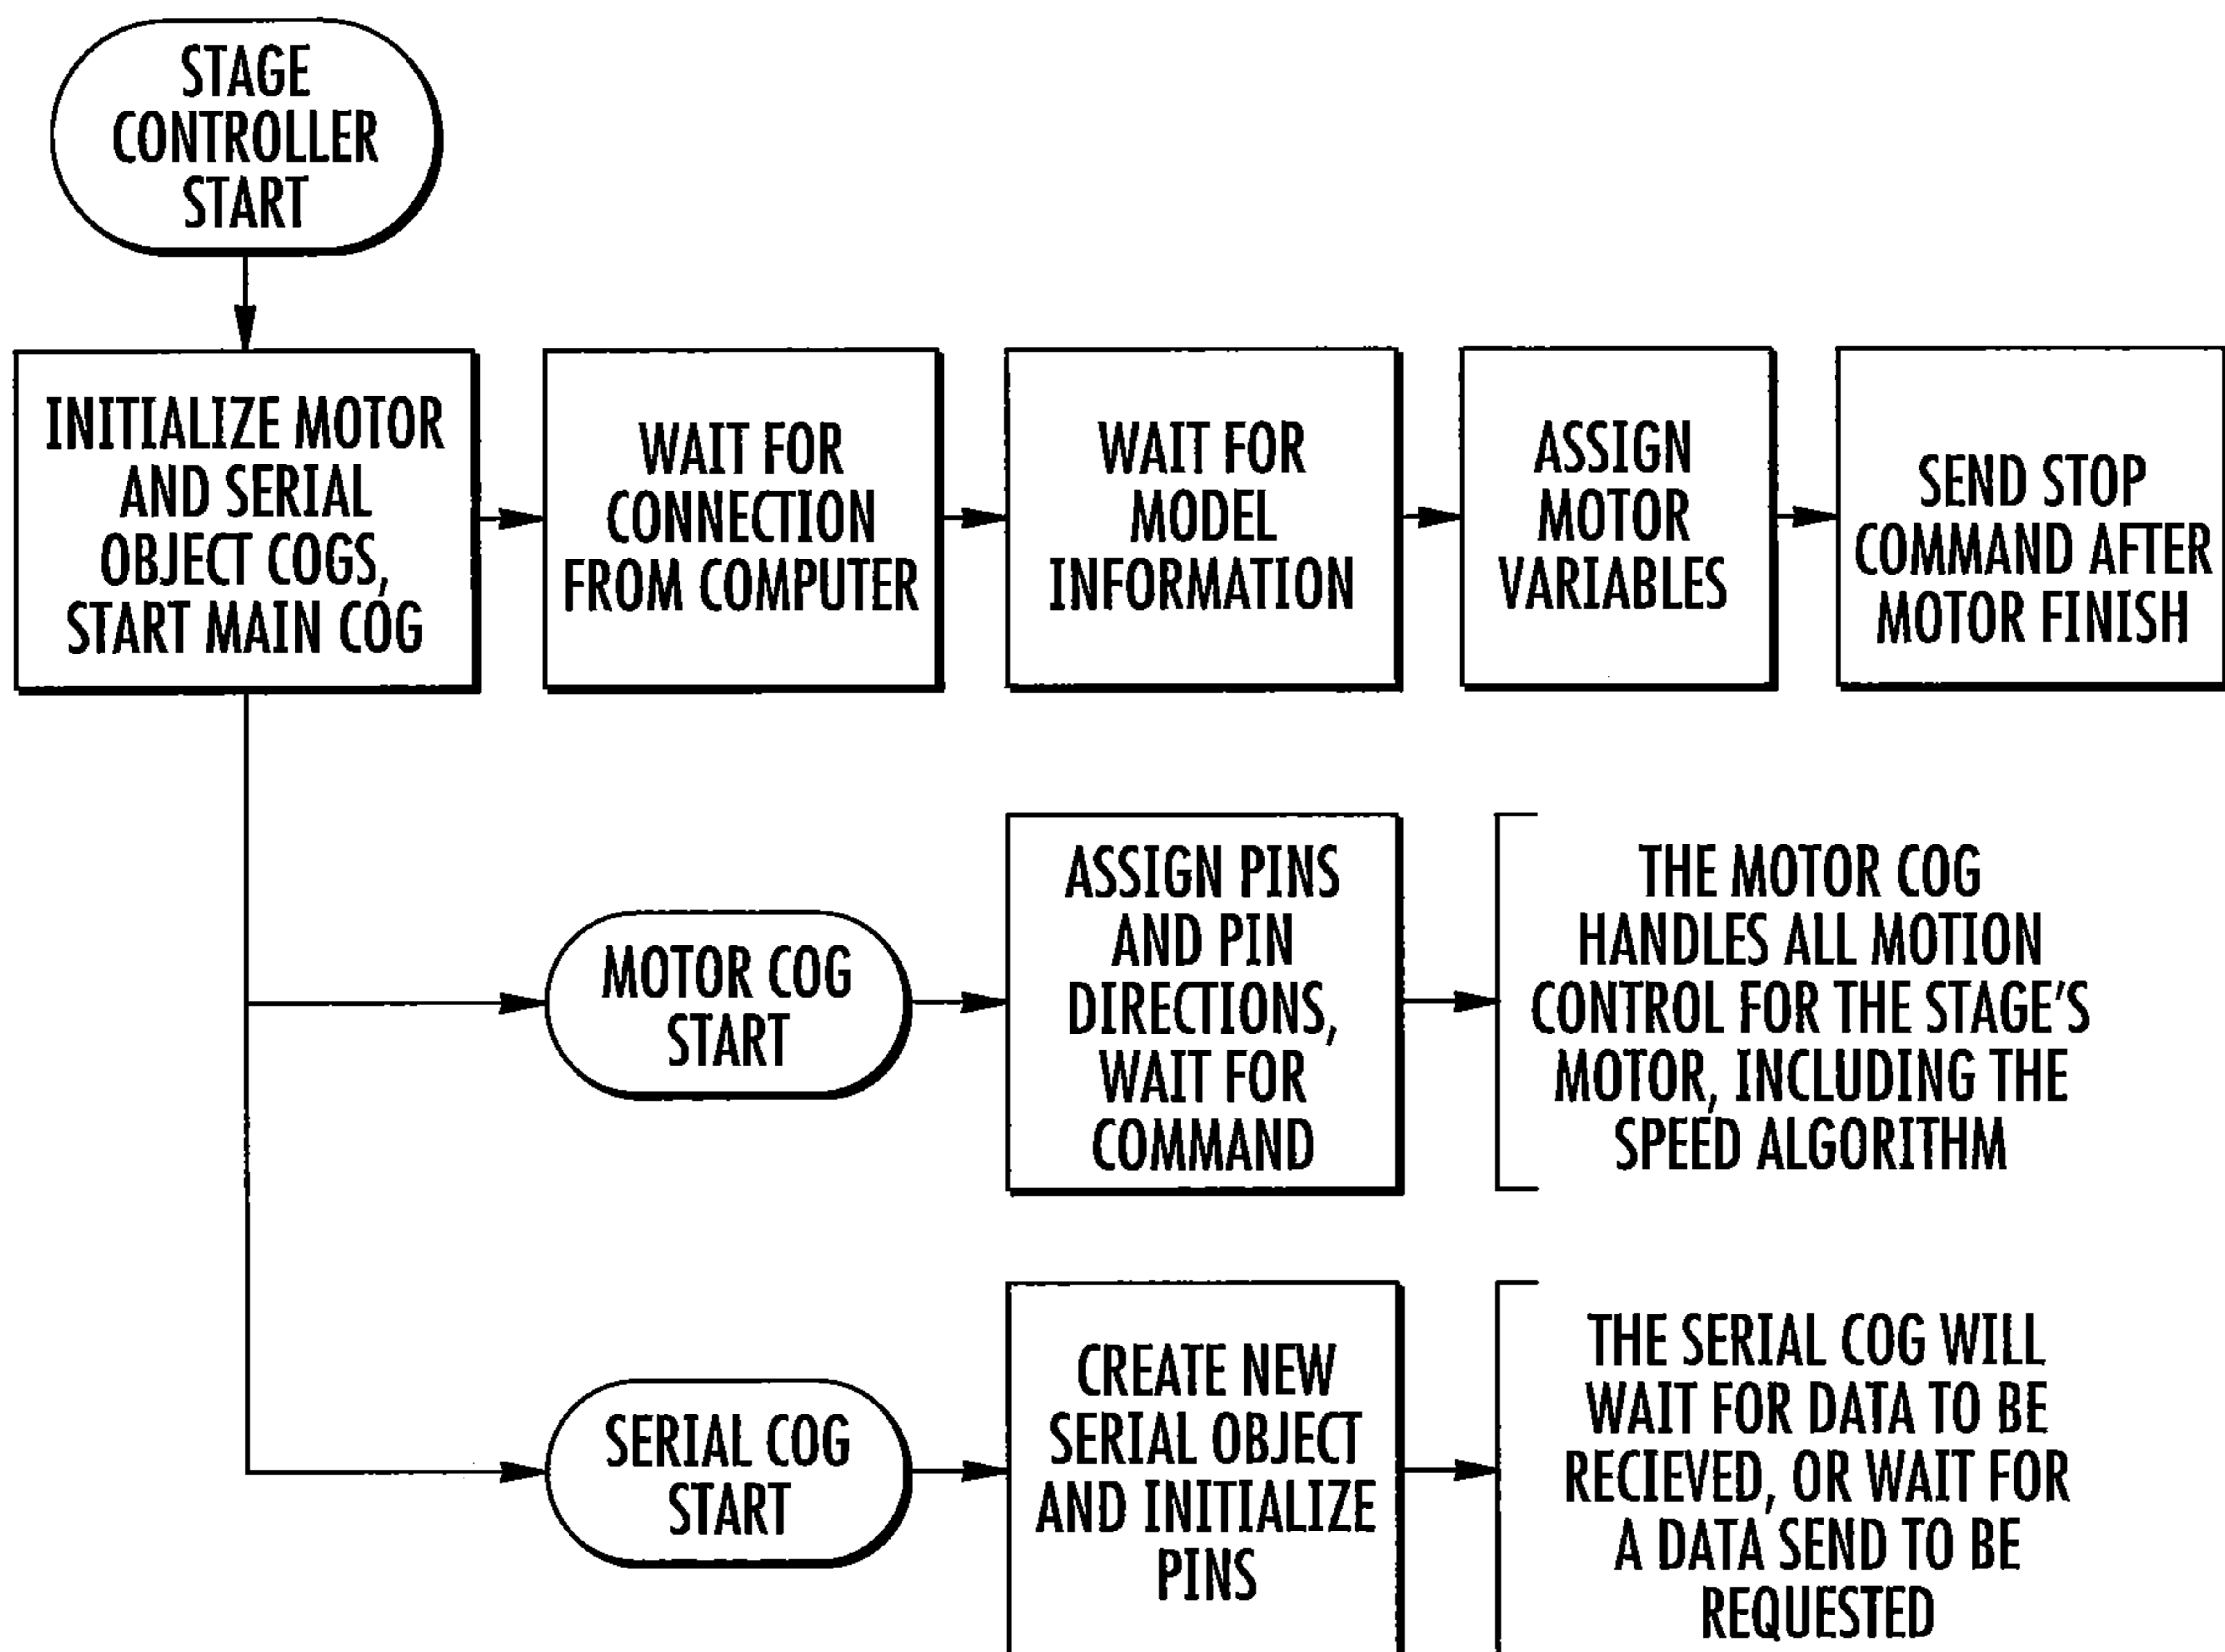 STAGE
CONTROLLER
START
INITIALIZE MOTOR
AND SERIAL
OBJECT COGS,
START MAIN COG
WAIT FOR
CONNECTION
FROM COMPUTER
WAIT FOR
MODEL
INFORMATION
ASSIGN
MOTOR
VARIABLES
SEND STOP
COMMAND AFTER
MOTOR FINISH
MOTOR COG
START
ASSIGN PINS
AND PIN
DIRECTIONS,
WAIT FOR
COMMAND
THE MOTOR COG
HANDLES ALL MOTION
CONTROL FOR THE STAGE'S
MOTOR, INCLUDING THE
SPEED ALGORITHM
SERIAL COG
START
CREATE NEW
SERIAL OBJECT
AND INITIALIZE
PINS
THE SERIAL COG WILL
WAIT FOR DATA TO BE
RECIEVED, OR WAIT FOR
A DATA SEND TO BE
REQUESTED